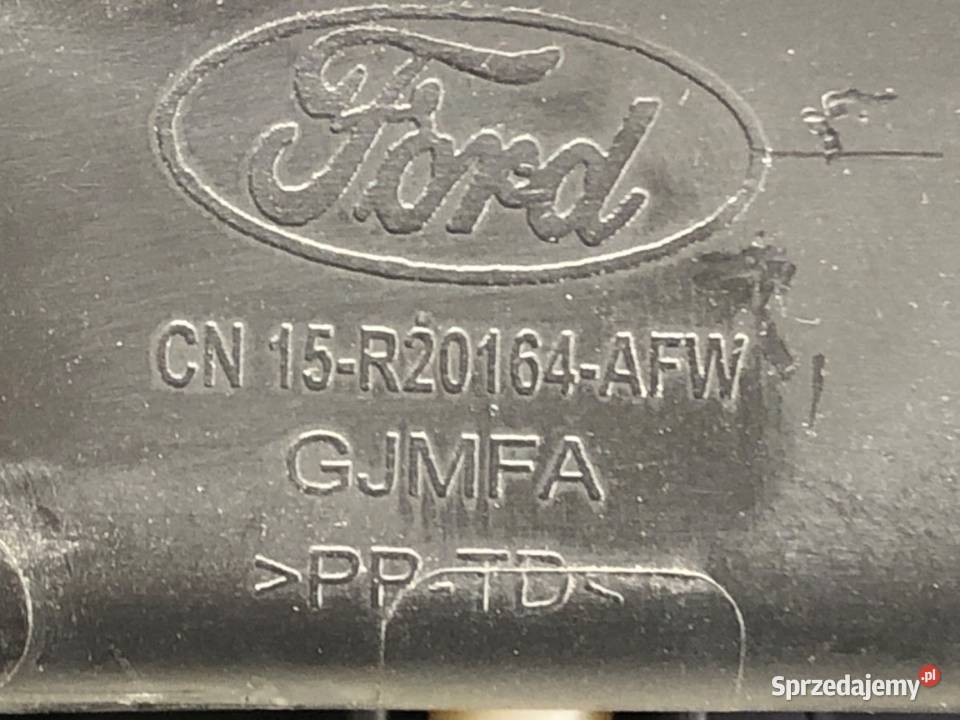 Ford
CN 15-R20164-AFW
GJMFA
>PP-TD<
Sprzedajemy.pl